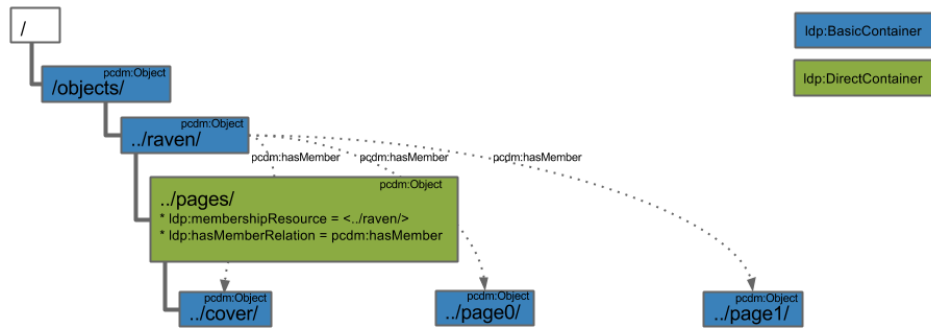 /
ldp:BasicContainer
pcdm:Object
/objects/
ldp:DirectContainer
pcdm:Object
../raven/
pcdm:hasMember
pcdm:hasMember
pcdm:hasMember
pcdm:Object
../pages/
* ldp:membershipResource = <../raven/>
* ldp:hasMemberRelation = pcdm:hasMember
pcdm:Object
../cover/
pcdm:Object
../page0/
pcdm:Object
../page1/